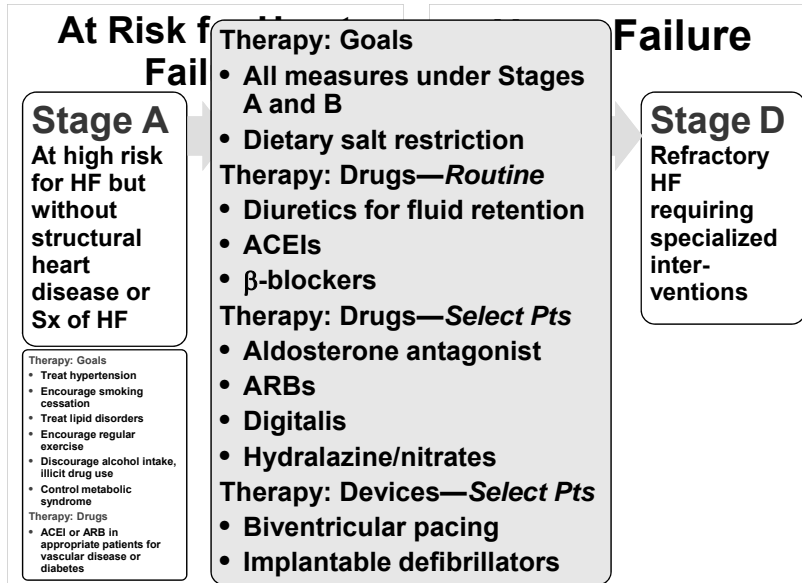 At Risk f
Fail
Failure
Stage A
At high risk
for HF but
without
structural
heart
disease or
Sx of HF
Therapy: Goals
• Treat hypertension
• Encourage smoking
cessation
• Treat lipid disorders
• Encourage regular
exercise
• Discourage alcohol intake,
illicit drug use
• Control metabolic
syndrome
Therapy: Drugs
• ACEI or ARB in
appropriate patients for
vascular disease or
diabetes
Therapy: Goals
• All measures under Stages
A and B
• Dietary salt restriction
Therapy: Drugs—Routine
• Diuretics for fluid retention
• ACEIs
• β-blockers
Therapy: Drugs—Select Pts
• Aldosterone antagonist
• ARBs
• Digitalis
• Hydralazine/nitrates
Therapy: Devices—Select Pts
• Biventricular pacing
• Implantable defibrillators
Stage D
Refractory
HF
requiring
specialized
inter-
ventions